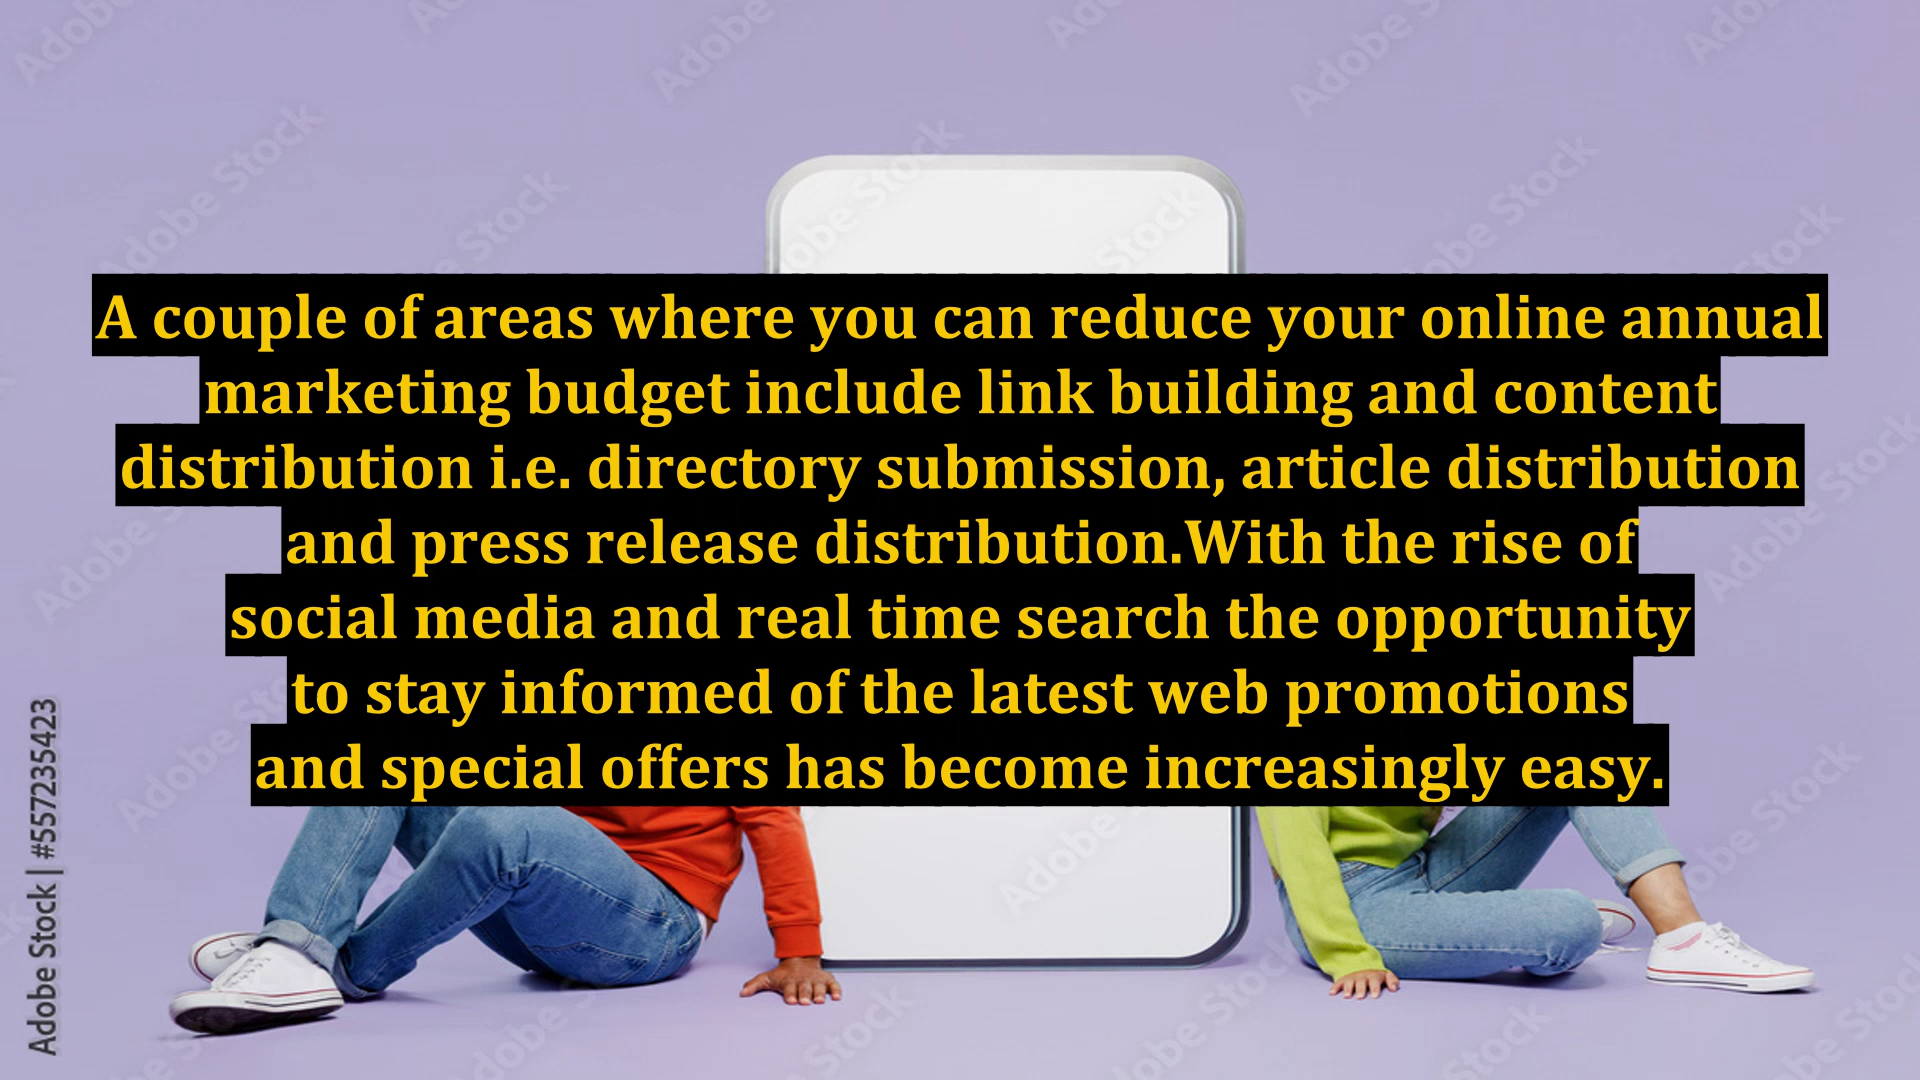 A couple of areas where you can reduce your online annual
marketing budget include link building and content
distribution i.e. directory submission, article distribution
and press release distribution.With the rise of
social media and real time search the opportunity
to stay informed of the latest web promotions
and special offers has become increasingly easy.
Adobe Stock | #557235423
Adobe Stock